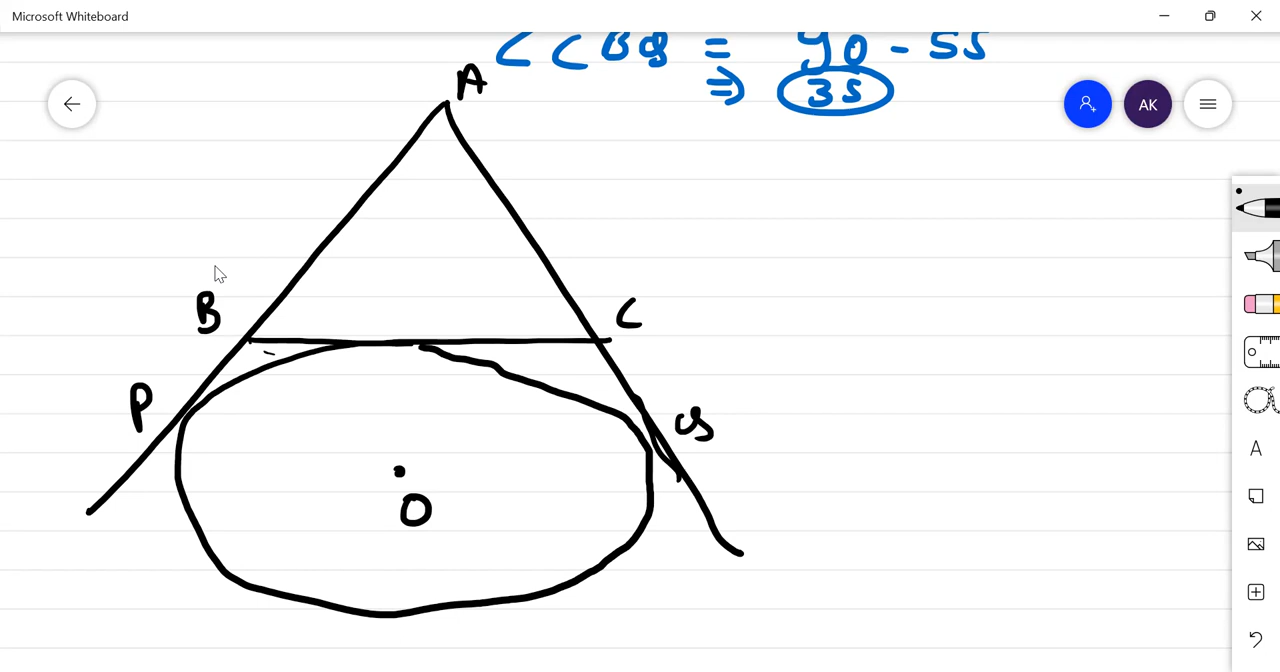 Microsoft Whiteboard
∠CBQ = 90 - 55
⇒ 35
A
AK
B
C
P
Q
O
A